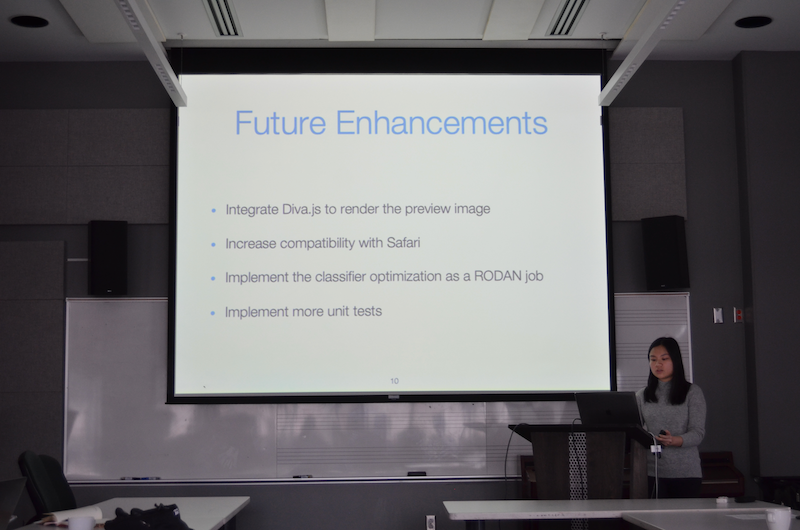 Future Enhancements
• Integrate Diva.js to render the preview image
• Increase compatibility with Safari
• Implement the classifier optimization as a RODAN job
• Implement more unit tests
10